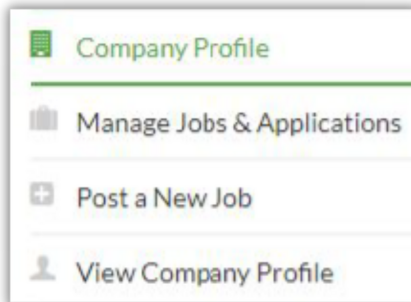 Company Profile
Manage Jobs & Applications
Post a New Job
View Company Profile